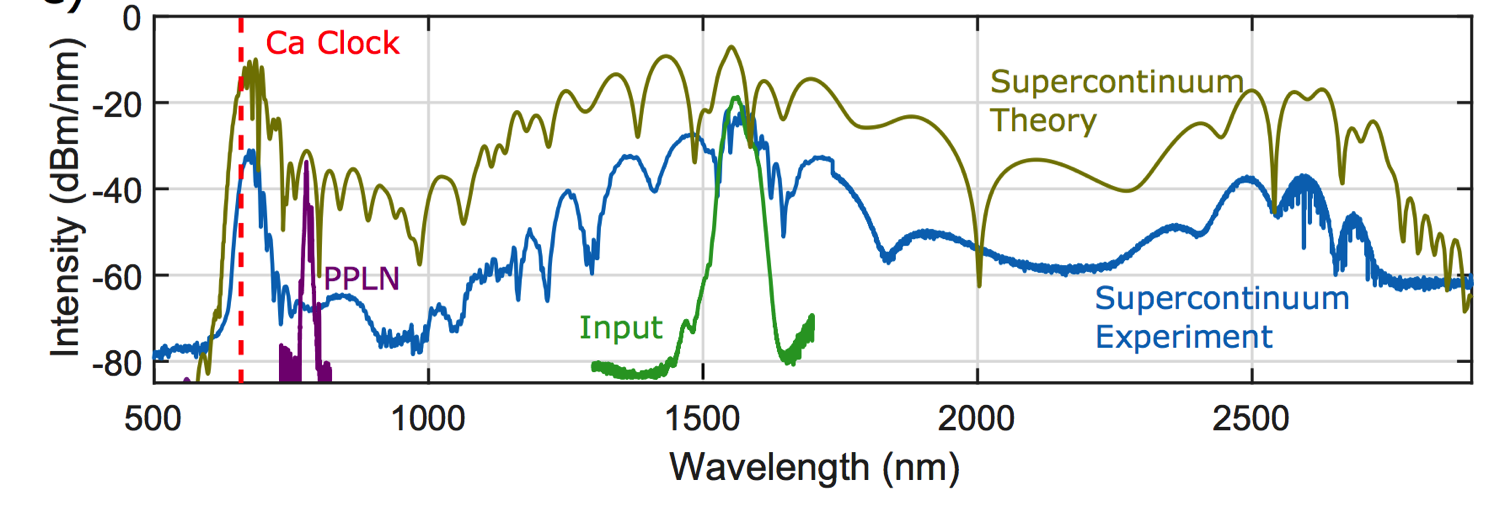 0
Ca Clock
Supercontinuum
Theory
-20
-40
PPLN
-60
Supercontinuum
Experiment
Input
-80
Intensity (dBm/nm)
500
1000
1500
2000
2500
Wavelength (nm)